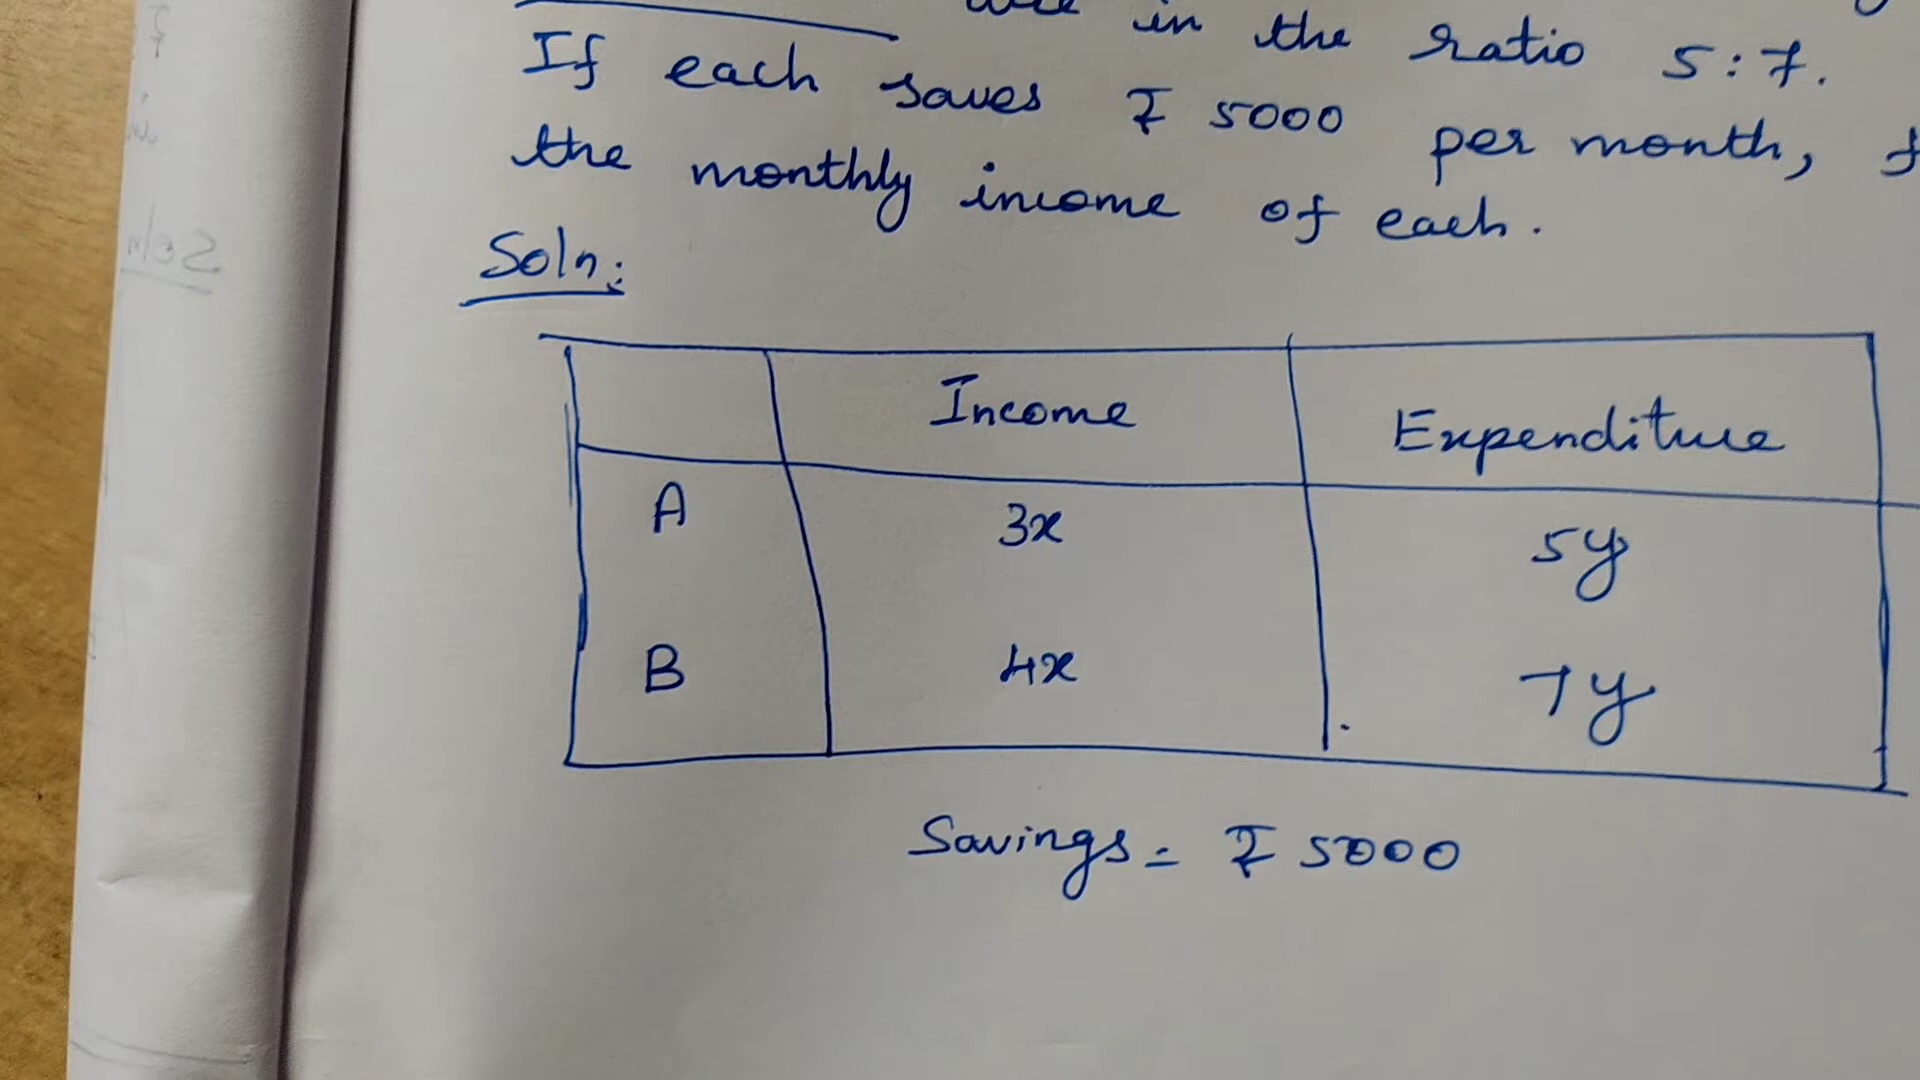 in the ratio 5:7.
If each saves ₹ 5000 per month,
the monthly income of each.
Soln:
Income Expenditure
A 3x 5y
B 4x 7y
Savings = ₹ 5000